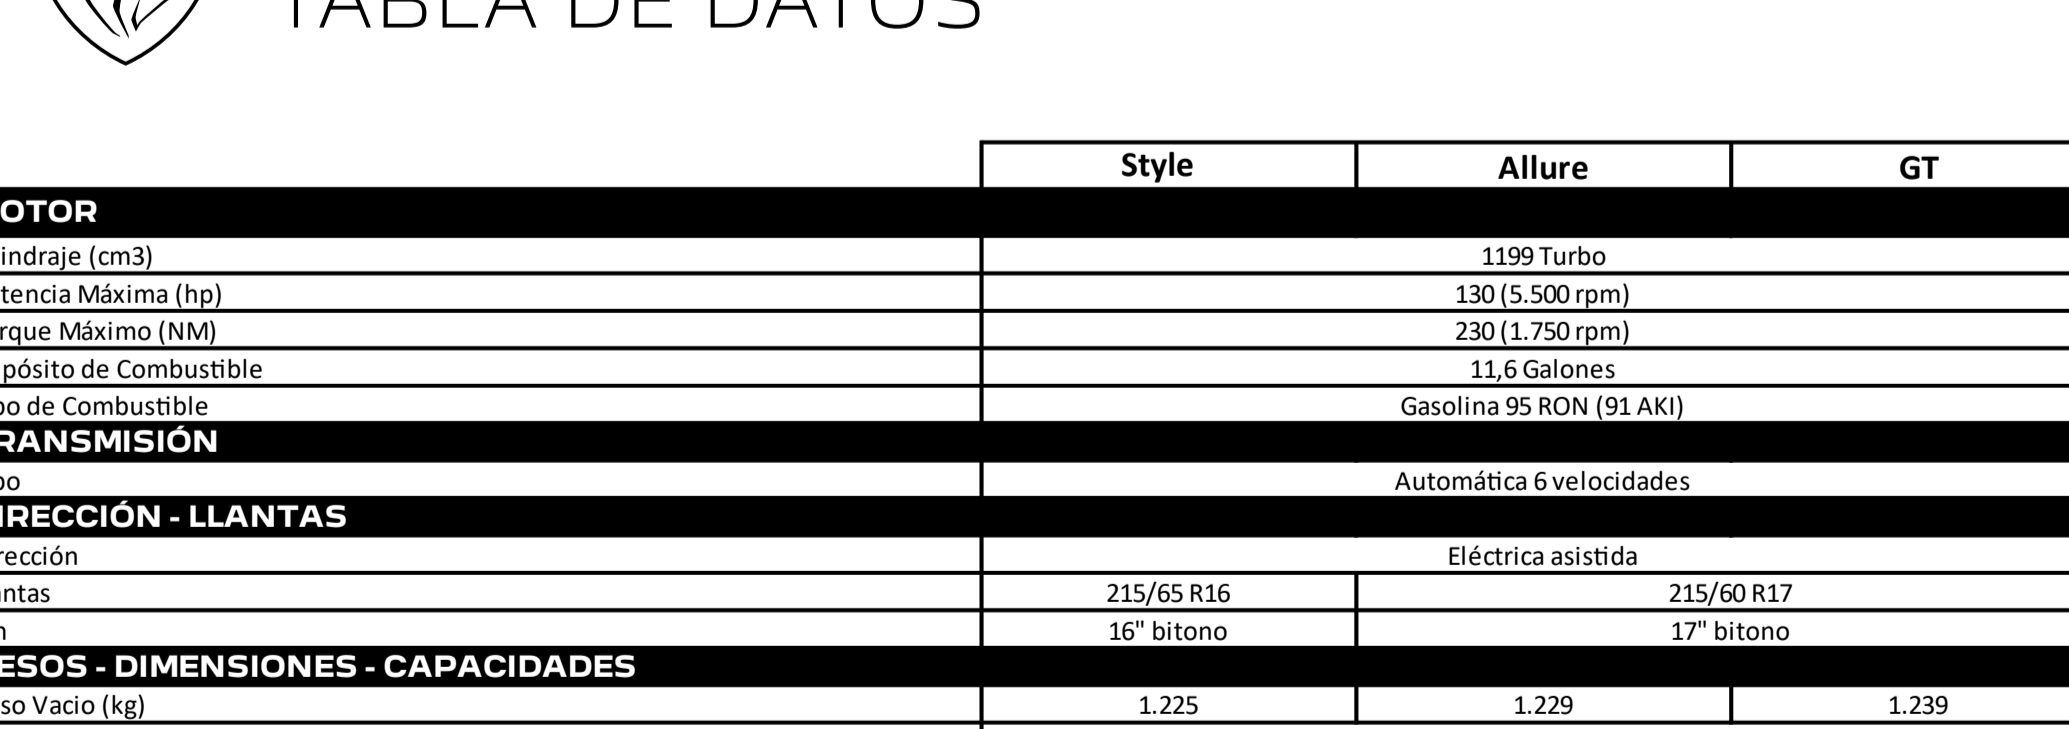 TABLA DE DATOS
Style Allure GT
OTOR
indraje (cm3) 1199 Turbo
tencia Máxima (hp) 130 (5.500 rpm)
rque Máximo (NM) 230 (1.750 rpm)
pósito de Combustible 11,6 Galones
po de Combustible Gasolina 95 RON (91 AKI)
RANSMISIÓN
po Automática 6 velocidades
IRECCIÓN - LLANTAS
rección Eléctrica asistida
antas 215/65 R16 215/60 R17
n 16" bitono 17" bitono
ESOS - DIMENSIONES - CAPACIDADES
so Vacio (kg) 1.225 1.229 1.239